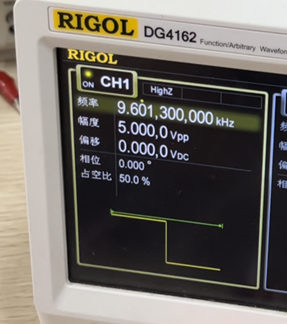 RIGOL DG4162 Function/Arbitrary
RIGOL
ON CH1 HighZ
频率 9.601,300,000 kHz
幅度 5.000,0 Vpp
偏移 0.000,0 VDC
相位 0.000 °
占空比 50.0 %